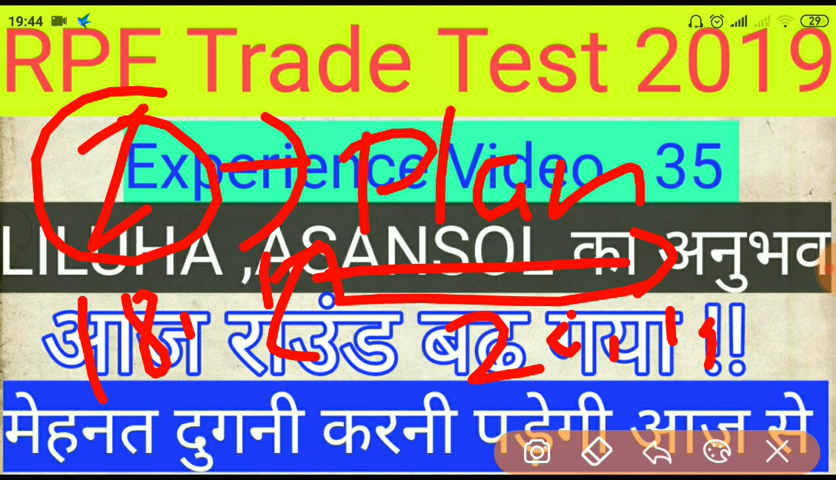 19:44 29
RPF Trade Test 2019
Experience Video 35
Plan
LILUHA ,ASANSOL का अनुभव
18'
आज राउंड बढ़ गया !!
2
मेहनत दुगनी करनी पड़ेगी आज से